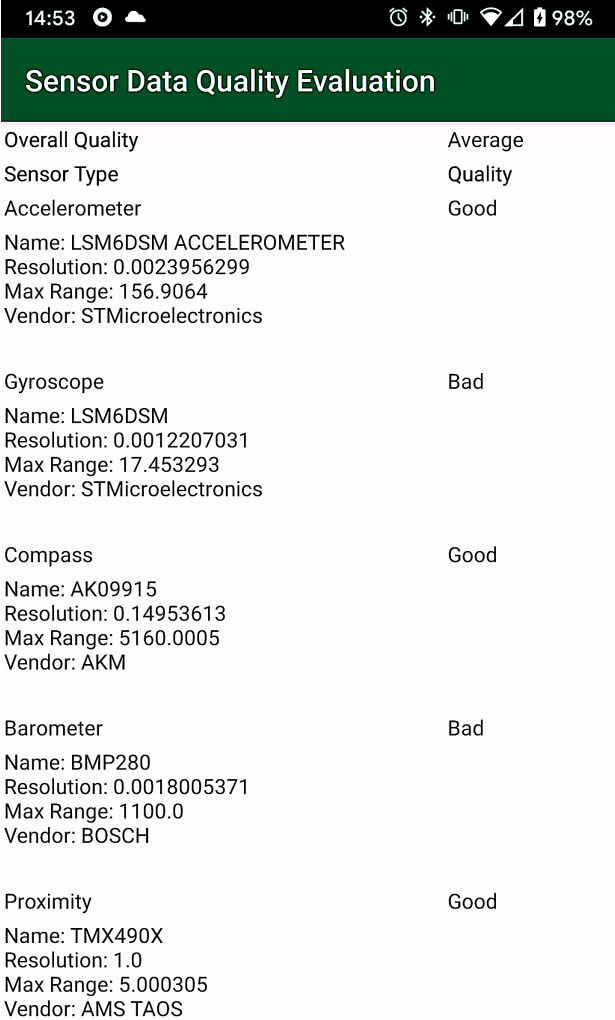 14:53 98%
Sensor Data Quality Evaluation
Overall Quality Average
Sensor Type Quality
Accelerometer Good
Name: LSM6DSM ACCELEROMETER
Resolution: 0.0023956299
Max Range: 156.9064
Vendor: STMicroelectronics
Gyroscope Bad
Name: LSM6DSM
Resolution: 0.0012207031
Max Range: 17.453293
Vendor: STMicroelectronics
Compass Good
Name: AK09915
Resolution: 0.14953613
Max Range: 5160.0005
Vendor: AKM
Barometer Bad
Name: BMP280
Resolution: 0.0018005371
Max Range: 1100.0
Vendor: BOSCH
Proximity Good
Name: TMX490X
Resolution: 1.0
Max Range: 5.000305
Vendor: AMS TAOS